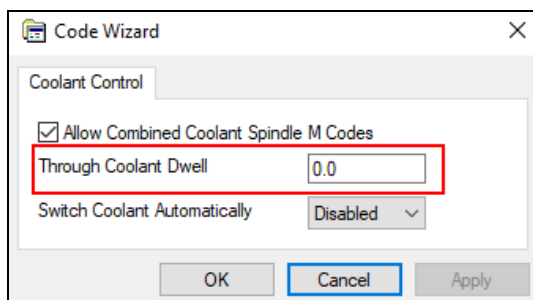 Code Wizard
Coolant Control
Allow Combined Coolant Spindle M Codes
Through Coolant Dwell 0.0
Switch Coolant Automatically Disabled
OK Cancel Apply